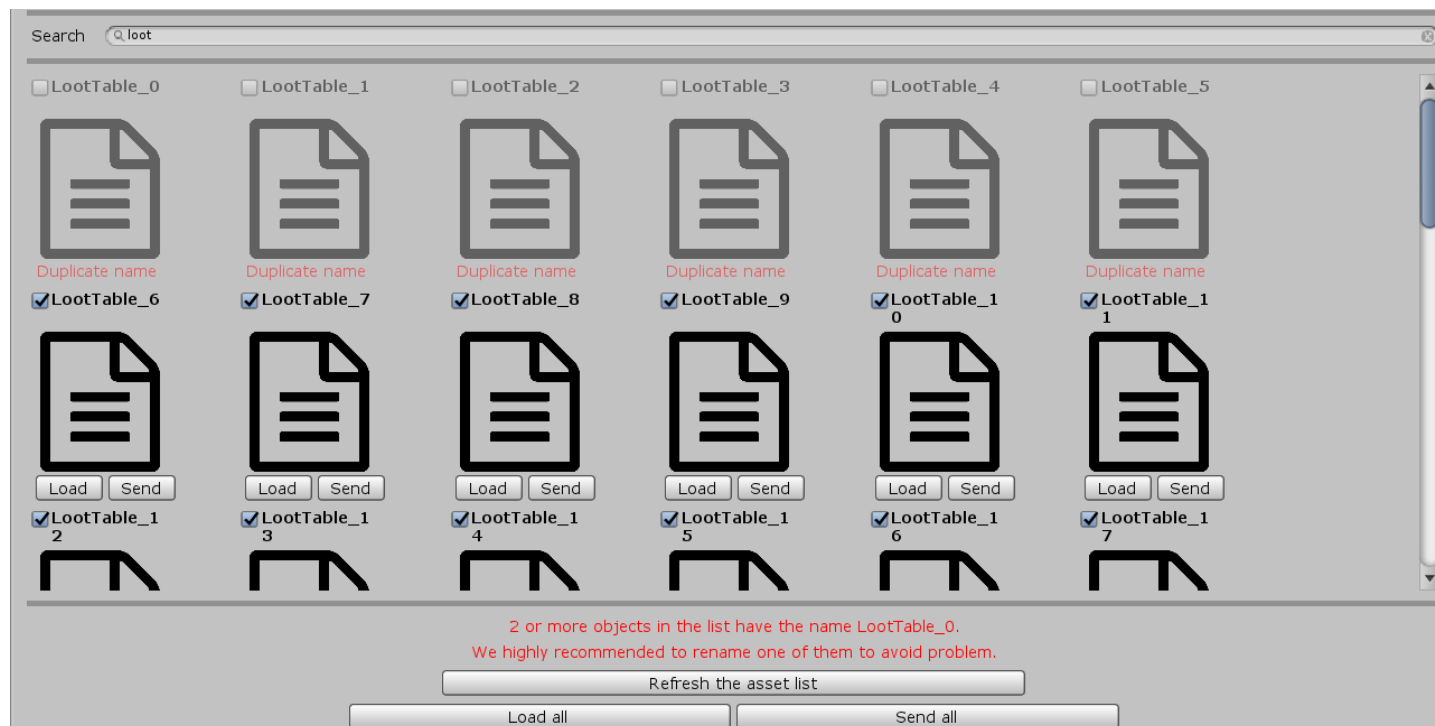 Search loot
LootTable_0 LootTable_1 LootTable_2 LootTable_3 LootTable_4 LootTable_5
Duplicate name Duplicate name Duplicate name Duplicate name Duplicate name Duplicate name
LootTable_6 LootTable_7 LootTable_8 LootTable_9 LootTable_1 LootTable_1
0 1
Load Send Load Send Load Send Load Send Load Send Load Send
LootTable_1 LootTable_1 LootTable_1 LootTable_1 LootTable_1 LootTable_1
2 3 4 5 6 7
2 or more objects in the list have the name LootTable_0.
We highly recommended to rename one of them to avoid problem.
Refresh the asset list
Load all Send all